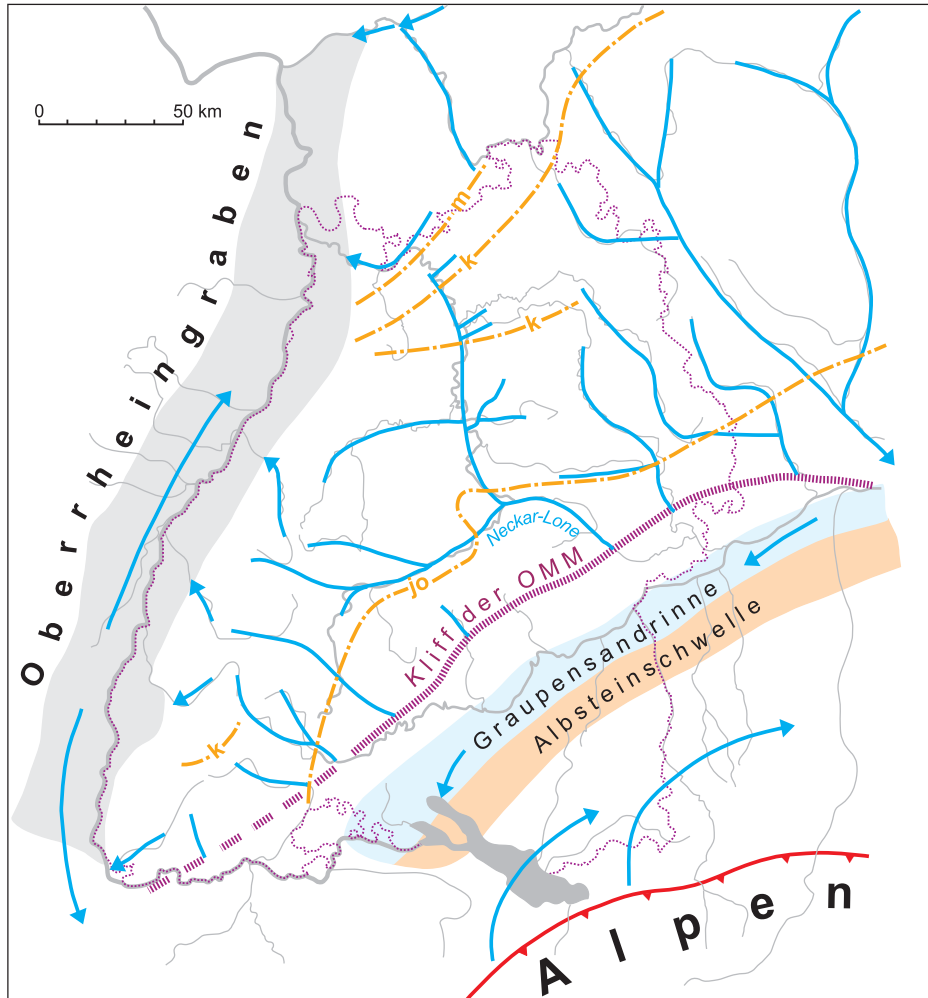 0 50 km
Oberrheingraben
m
k
k
Neckar-Lone
jo
Kliff der OMM
Graupensandrinne
Albsteinschwelle
k
Alpen